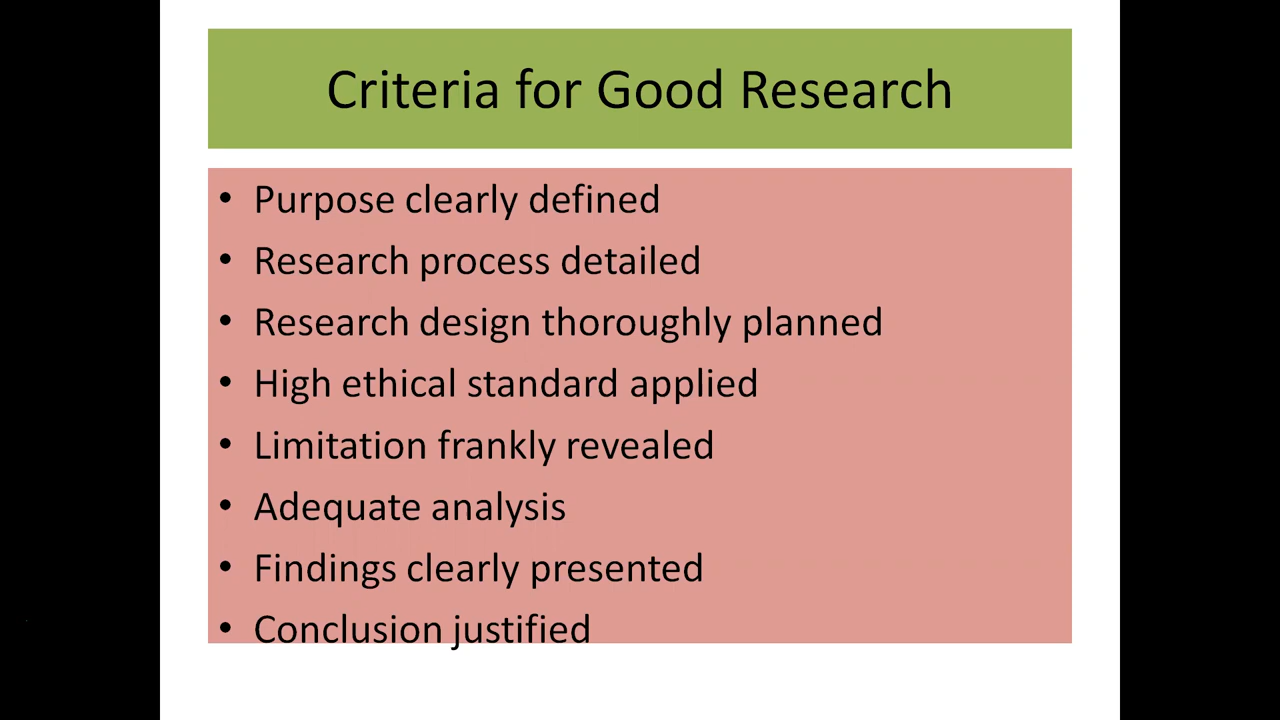 Criteria for Good Research
• Purpose clearly defined
• Research process detailed
• Research design thoroughly planned
• High ethical standard applied
• Limitation frankly revealed
• Adequate analysis
• Findings clearly presented
• Conclusion justified